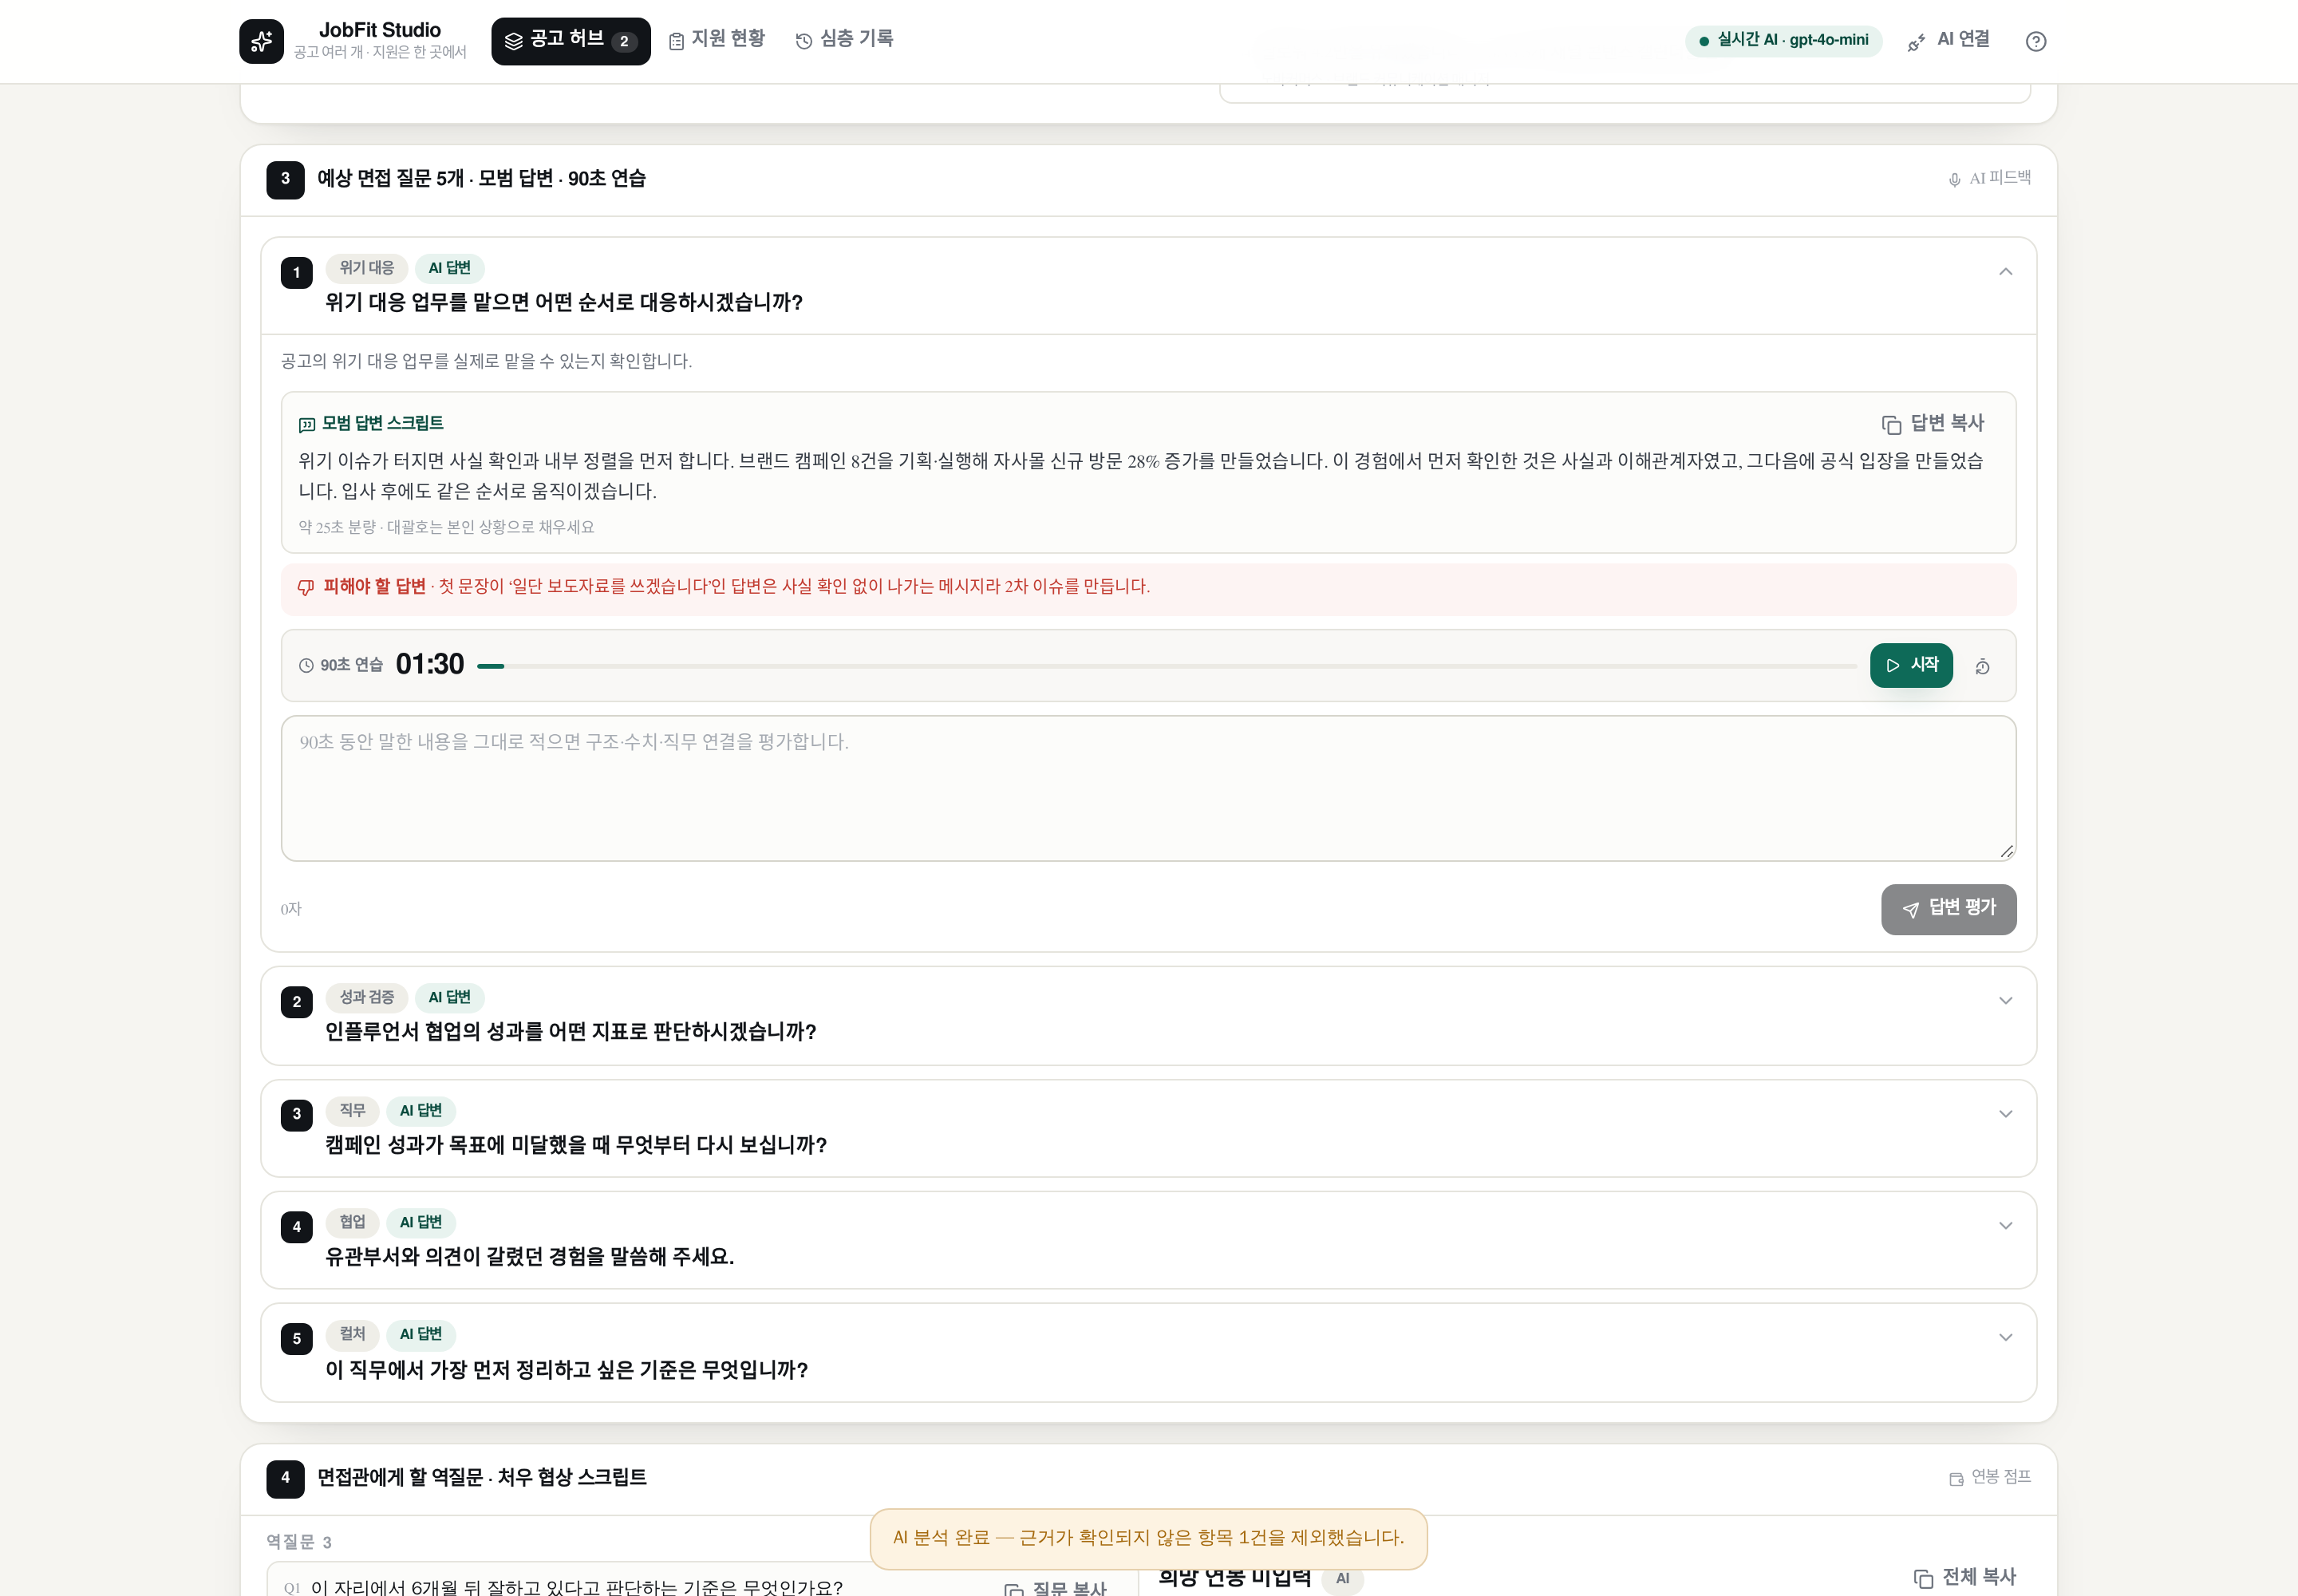 JobFit Studio
공고 여러 개 · 지원은 한 곳에서
공고 허브 2
지원 현황
심층 기록
실시간 AI · gpt-4o-mini
AI 연결
3 예상 면접 질문 5개 · 모범 답변 · 90초 연습
AI 피드백
1 위기 대응 AI 답변
위기 대응 업무를 맡으면 어떤 순서로 대응하시겠습니까?
공고의 위기 대응 업무를 실제로 맡을 수 있는지 확인합니다.
모범 답변 스크립트
답변 복사
위기 이슈가 터지면 사실 확인과 내부 정렬을 먼저 합니다. 브랜드 캠페인 8건을 기획·실행해 자사몰 신규 방문 28% 증가를 만들었습니다. 이 경험에서 먼저 확인한 것은 사실과 이해관계자였고, 그다음에 공식 입장을 만들었습
니다. 입사 후에도 같은 순서로 움직이겠습니다.
약 25초 분량 · 대괄호는 본인 상황으로 채우세요
피해야 할 답변 · 첫 문장이 ‘일단 보도자료를 쓰겠습니다’인 답변은 사실 확인 없이 나가는 메시지라 2차 이슈를 만듭니다.
90초 연습 01:30
시작
90초 동안 말한 내용을 그대로 적으면 구조·수치·직무 연결을 평가합니다.
0자
답변 평가
2 성과 검증 AI 답변
인플루언서 협업의 성과를 어떤 지표로 판단하시겠습니까?
3 직무 AI 답변
캠페인 성과가 목표에 미달했을 때 무엇부터 다시 보십니까?
4 협업 AI 답변
유관부서와 의견이 갈렸던 경험을 말씀해 주세요.
5 컬처 AI 답변
이 직무에서 가장 먼저 정리하고 싶은 기준은 무엇입니까?
4 면접관에게 할 역질문 · 처우 협상 스크립트
연봉 점프
역질문 3
AI 분석 완료 — 근거가 확인되지 않은 항목 1건을 제외했습니다.
Q1 이 자리에서 6개월 뒤 잘하고 있다고 판단하는 기준은 무엇인가요?
질문 복사
희망 연봉 미입력 AI
전체 복사